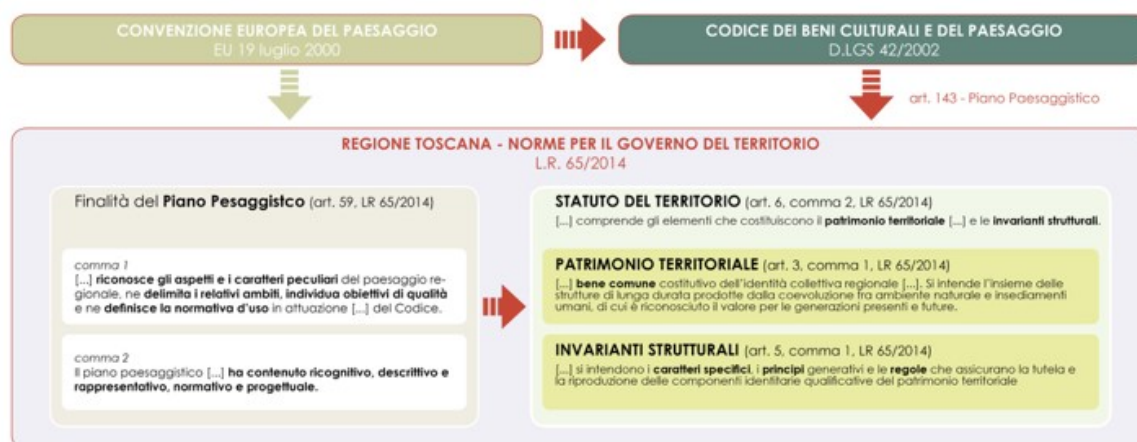 CONVENZIONE EUROPEA DEL PAESAGGIO
EU 19 luglio 2000
CODICE DEI BENI CULTURALI E DEL PAESAGGIO
D.LGS 42/2002
art. 143 - Piano Paesaggistico
REGIONE TOSCANA - NORME PER IL GOVERNO DEL TERRITORIO
L.R. 65/2014
Finalità del Piano Pesaggistco (art. 59, LR 65/2014)
comma 1
[...] riconosce gli aspetti e i caratteri peculiari del paesaggio re-
gionale, ne delimita i relativi ambiti, individua obiettivi di qualità
e ne definisce la normativa d'uso in attuazione [...] del Codice.
comma 2
Il piano paesaggistico [...] ha contenuto ricognitivo, descrittivo e
rappresentativo, normativo e progettuale.
STATUTO DEL TERRITORIO (art. 6, comma 2, LR 65/2014)
[...] comprende gli elementi che costituiscono il patrimonio territoriale [...] e le invarianti strutturali.
PATRIMONIO TERRITORIALE (art. 3, comma 1, LR 65/2014)
[...] bene comune costitutivo dell'identità collettiva regionale [...]. Si intende l'insieme delle
strutture di lunga durata prodotte dalla coevoluzione fra ambiente naturale e insediamenti
umani, di cui è riconosciuto il valore per le generazioni presenti e future.
INVARIANTI STRUTTURALI (art. 5, comma 1, LR 65/2014)
[...] si intendono i caratteri specifici, i principi generativi e le regole che assicurano la tutela e
la riproduzione delle componenti identitarie qualificative del patrimonio territoriale